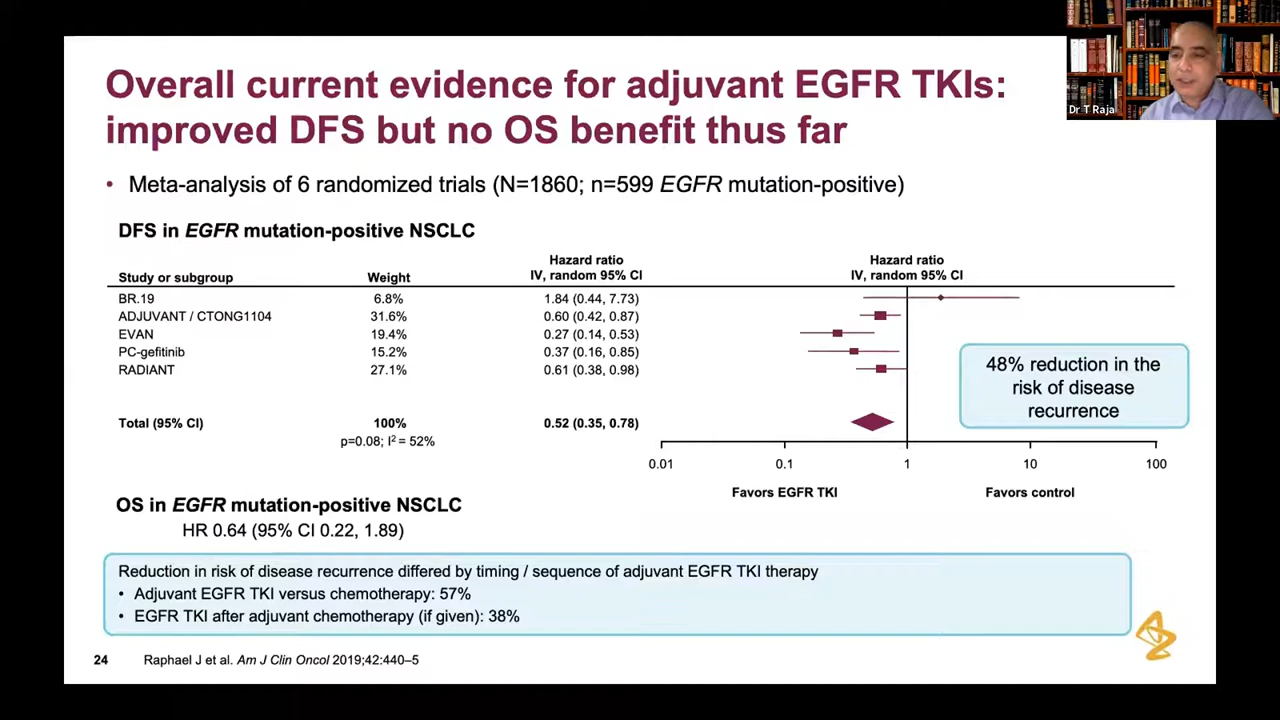 Dr T Raja
Overall current evidence for adjuvant EGFR TKIs:
improved DFS but no OS benefit thus far
• Meta-analysis of 6 randomized trials (N=1860; n=599 EGFR mutation-positive)
DFS in EGFR mutation-positive NSCLC
Hazard ratio Hazard ratio
Study or subgroup Weight IV, random 95% CI IV, random 95% CI
BR.19 6.8% 1.84 (0.44, 7.73)
ADJUVANT / CTONG1104 31.6% 0.60 (0.42, 0.87)
EVAN 19.4% 0.27 (0.14, 0.53)
PC-gefitinib 15.2% 0.37 (0.16, 0.85)
RADIANT 27.1% 0.61 (0.38, 0.98)
48% reduction in the
risk of disease
recurrence
Total (95% CI) 100% 0.52 (0.35, 0.78)
p=0.08; I² = 52%
0.01 0.1 1 10 100
Favors EGFR TKI Favors control
OS in EGFR mutation-positive NSCLC
HR 0.64 (95% CI 0.22, 1.89)
Reduction in risk of disease recurrence differed by timing / sequence of adjuvant EGFR TKI therapy
• Adjuvant EGFR TKI versus chemotherapy: 57%
• EGFR TKI after adjuvant chemotherapy (if given): 38%
24 Raphael J et al. Am J Clin Oncol 2019;42:440–5